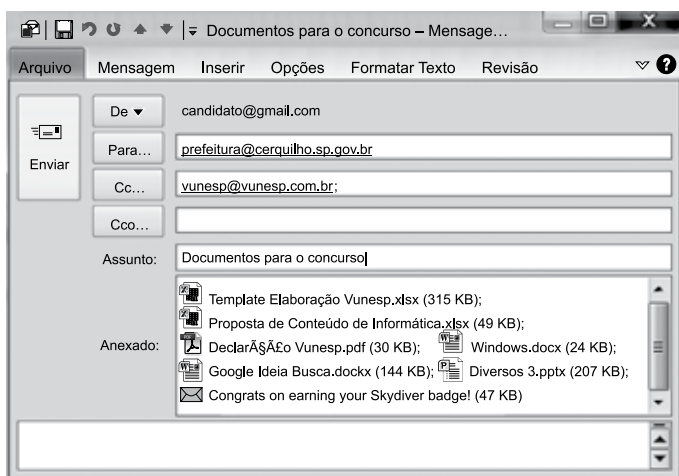 Documentos para o concurso – Mensage...
Arquivo Mensagem Inserir Opções Formatar Texto Revisão
De candidato@gmail.com
Enviar
Para... prefeitura@cerquilho.sp.gov.br
Cc... vunesp@vunesp.com.br;
Cco...
Assunto: Documentos para o concurso
Template Elaboração Vunesp.xlsx (315 KB);
Proposta de Conteúdo de Informática.xlsx (49 KB);
Anexado: DeclarÃ§Ã£o Vunesp.pdf (30 KB); Windows.docx (24 KB);
Google Ideia Busca.dockx (144 KB); Diversos 3.pptx (207 KB);
Congrats on earning your Skydiver badge! (47 KB)